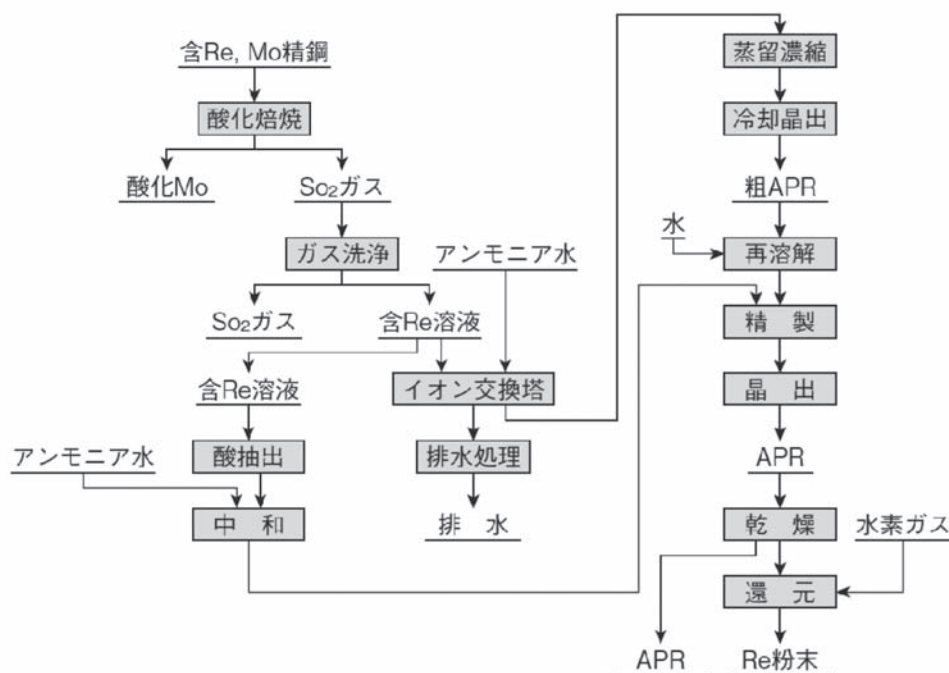 含Re, Mo精鋼
酸化焙焼
酸化Mo
So₂ガス
ガス洗浄
So₂ガス
含Re溶液
アンモニア水
含Re溶液
イオン交換塔
酸抽出
排水処理
アンモニア水
中　和
排　水
蒸留濃縮
冷却晶出
粗APR
水
再溶解
精　製
晶　出
APR
乾　燥
水素ガス
還　元
APR
Re粉末